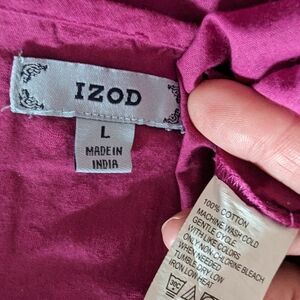 IZOD
L
MADE IN
INDIA
100% COTTON
MACHINE WASH COLD
GENTLE CYCLE
WITH LIKE COLORS
ONLY NON-CHLORINE BLEACH
WHEN NEEDED
TUMBLE DRY LOW
IRON LOW HEAT